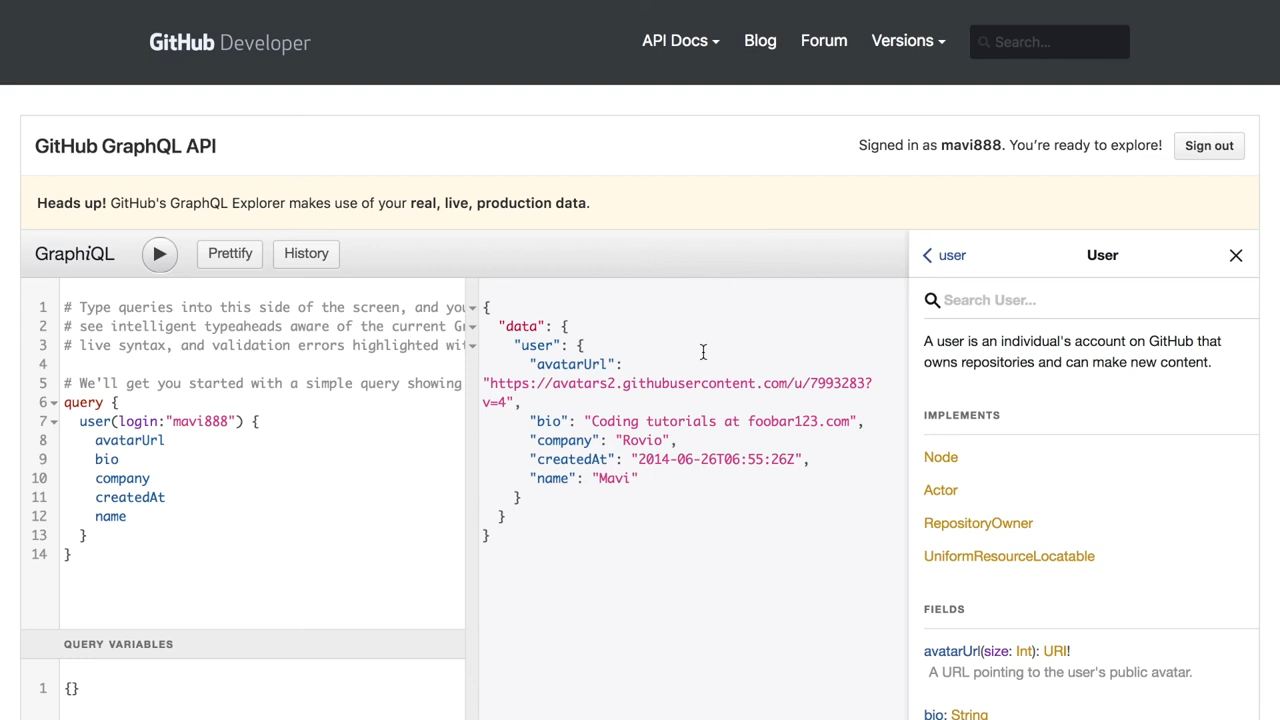 GitHub Developer
API Docs
Blog
Forum
Versions
Search...
GitHub GraphQL API
Signed in as mavi888. You're ready to explore!
Sign out
Heads up! GitHub's GraphQL Explorer makes use of your real, live, production data.
GraphiQL
Prettify
History
1 # Type queries into this side of the screen, and you
2 # see intelligent typeaheads aware of the current G
3 # live syntax, and validation errors highlighted wit
4
5 # We'll get you started with a simple query showing
6 query {
7 user(login:"mavi888") {
8 avatarUrl
9 bio
10 company
11 createdAt
12 name
13 }
14 }
QUERY VARIABLES
1 {}
{
"data": {
"user": {
"avatarUrl":
"https://avatars2.githubusercontent.com/u/7993283?
v=4",
"bio": "Coding tutorials at foobar123.com",
"company": "Rovio",
"createdAt": "2014-06-26T06:55:26Z",
"name": "Mavi"
}
}
}
user
User
Search User...
A user is an individual's account on GitHub that
owns repositories and can make new content.
IMPLEMENTS
Node
Actor
RepositoryOwner
UniformResourceLocatable
FIELDS
avatarUrl(size: Int): URI!
A URL pointing to the user's public avatar.
bio: String